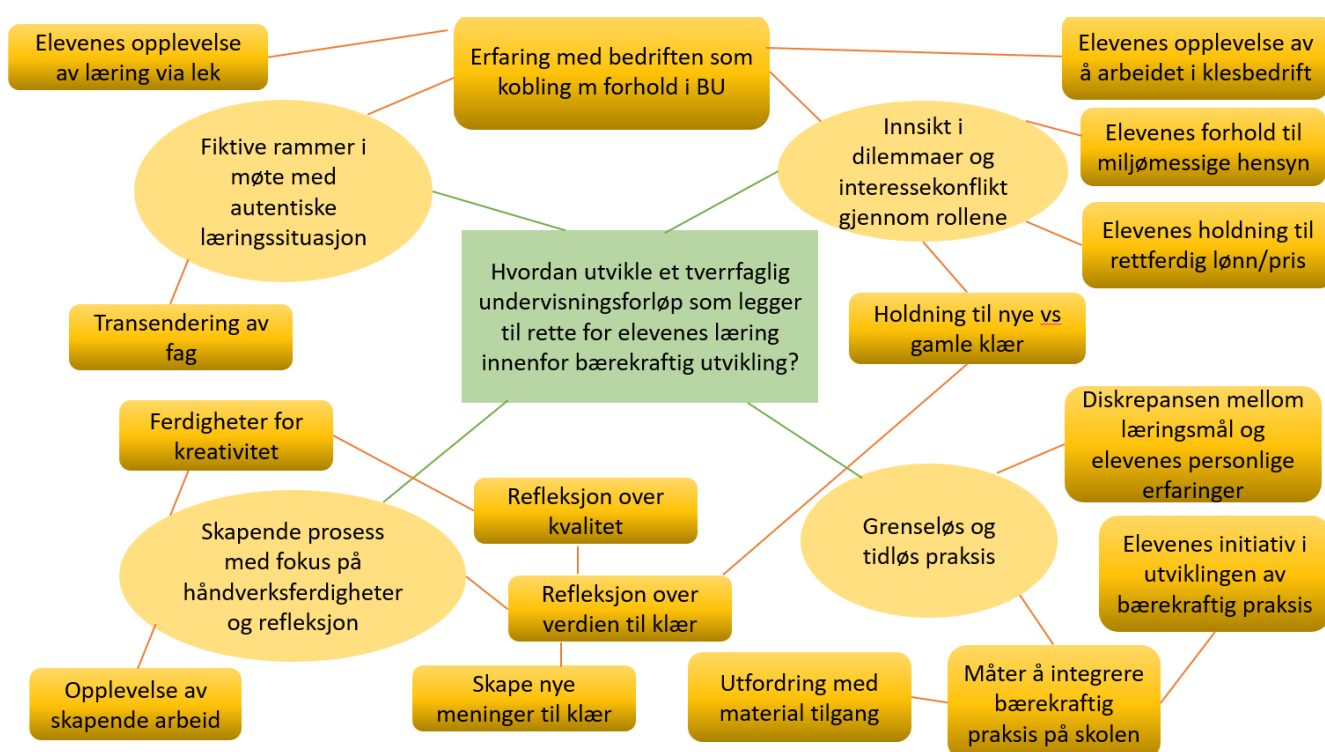 Elevenes opplevelse
av læring via lek
Erfaring med bedriften som
kobling m forhold i BU
Elevenes opplevelse av
å arbeidet i klesbedrift
Fiktive rammer i
møte med
autentiske
læringssituasjon
Innsikt i
dilemmaer og
interessekonflikt
gjennom rollene
Elevenes forhold til
miljømessige hensyn
Elevenes holdning til
rettferdig lønn/pris
Hvordan utvikle et tverrfaglig
undervisningsforløp som legger
til rette for elevenes læring
innenfor bærekraftig utvikling?
Transendering av
fag
Holdning til nye vs
gamle klær
Ferdigheter for
kreativitet
Diskrepansen mellom
læringsmål og
elevenes personlige
erfaringer
Refleksjon over
kvalitet
Skapende prosess
med fokus på
håndverksferdigheter
og refleksjon
Grenseløs og
tidløs praksis
Elevenes initiativ i
utviklingen av
bærekraftig praksis
Refleksjon over
verdien til klær
Opplevelse av
skapende arbeid
Skape nye
meninger til klær
Utfordring med
material tilgang
Måter å integrere
bærekraftig
praksis på skolen